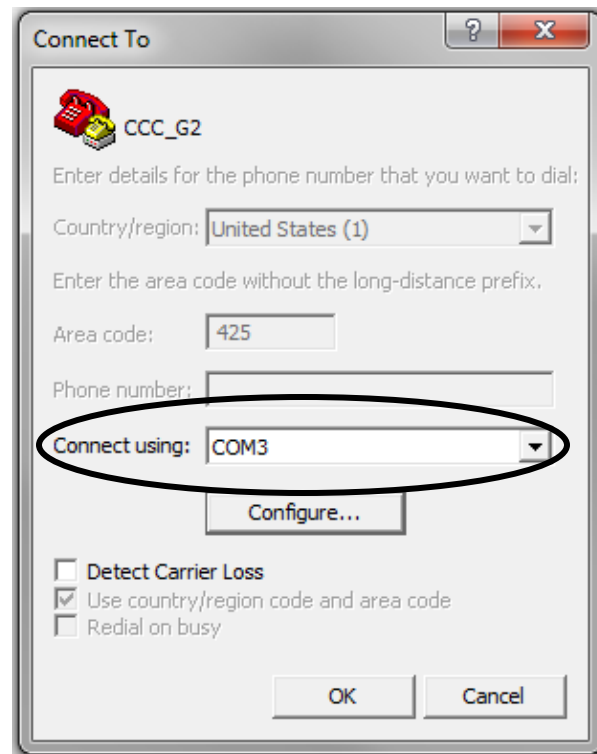 Connect To
CCC_G2
Enter details for the phone number that you want to dial:
Country/region: United States (1)
Enter the area code without the long-distance prefix.
Area code: 425
Phone number:
Connect using: COM3
Configure...
Detect Carrier Loss
Use country/region code and area code
Redial on busy
OK Cancel